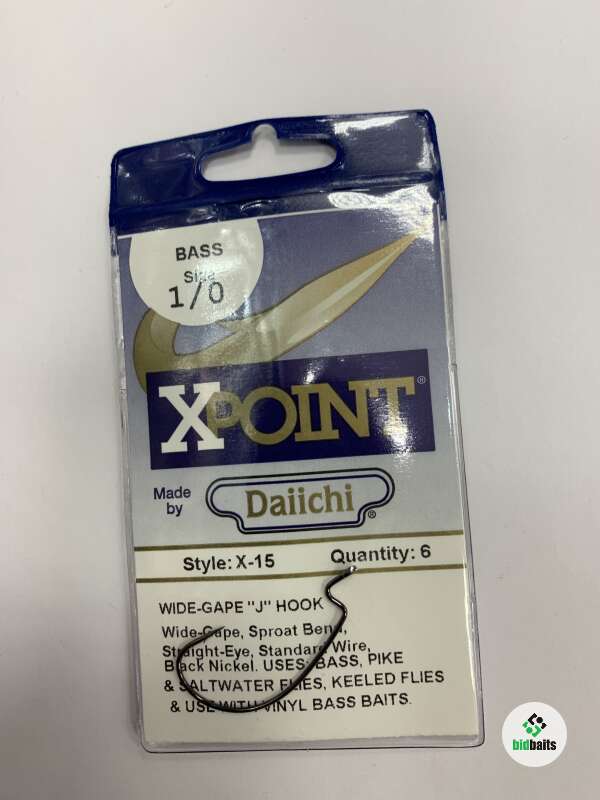 BASS
Size
1/0
XPOINT®
Made
by
Daiichi®
Style: X-15 Quantity: 6
WIDE-GAPE "J" HOOK
Wide-Gape, Sproat Bend,
Straight-Eye, Standard Wire,
Black Nickel. USES: BASS, PIKE
& SALTWATER FLIES, KEELED FLIES
& USE WITH VINYL BASS BAITS.
bidbaits